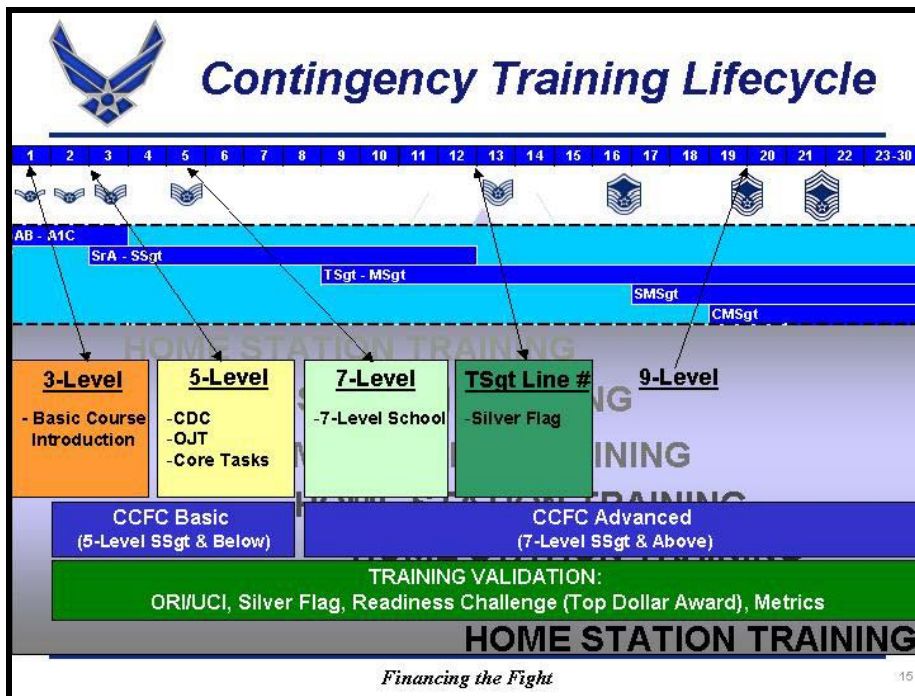 Contingency Training Lifecycle
1 2 3 4 5 6 7 8 9 10 11 12 13 14 15 16 17 18 19 20 21 22 23-30
AB - A1C
SrA - SSgt
TSgt - MSgt
SMSgt
CMSgt
HOME STATION TRAINING
3-Level
- Basic Course
Introduction
5-Level
-CDC
-OJT
-Core Tasks
7-Level
-7-Level School
TSgt Line #
-Silver Flag
9-Level
CCFC Basic
(5-Level SSgt & Below)
CCFC Advanced
(7-Level SSgt & Above)
TRAINING VALIDATION:
ORI/UCI, Silver Flag, Readiness Challenge (Top Dollar Award), Metrics
HOME STATION TRAINING
Financing the Fight
15